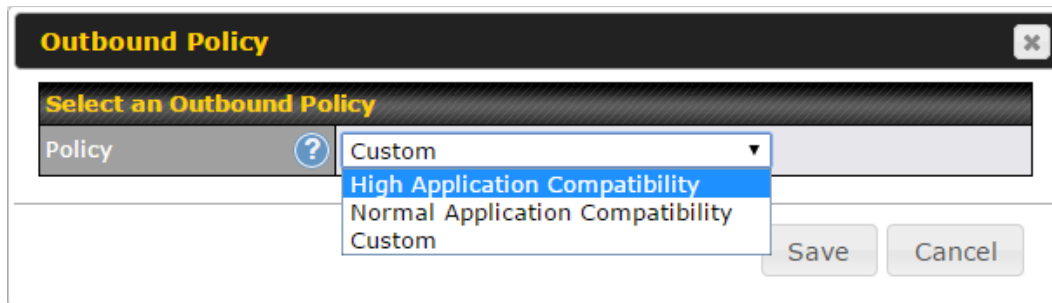 Outbound Policy
Select an Outbound Policy
Policy ? Custom
High Application Compatibility
Normal Application Compatibility
Custom
Save Cancel